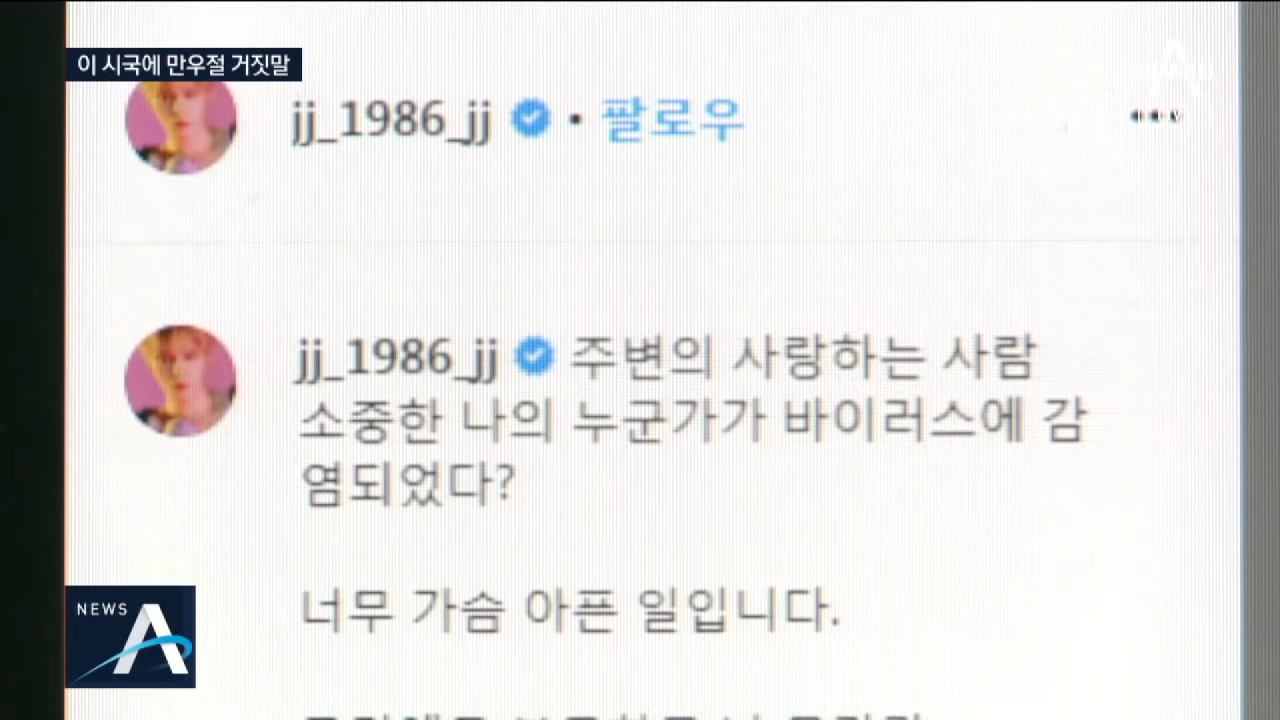 이 시국에 만우절 거짓말
jj_1986_jj • 팔로우
jj_1986_jj 주변의 사랑하는 사람
소중한 나의 누군가가 바이러스에 감
염되었다?
너무 가슴 아픈 일입니다.
NEWS A